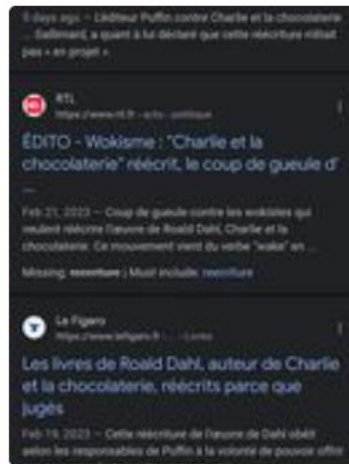 5 days ago — L'éditeur Puffin contre Charlie et la chocolaterie
... Gallimard, a quant à lui déclaré que cette réécriture n'était
pas « en projet ».
RTL
https://www.rtl.fr › actu › politique
ÉDITO - Wokisme : "Charlie et la
chocolaterie" réécrit, le coup de gueule d'
...
Feb 21, 2023 — Coup de gueule contre les wokistes qui
veulent réécrire l'œuvre de Roald Dahl, Charlie et la
chocolaterie. Ce mouvement vient du verbe "wake" en ...
Missing: reecriture | Must include: reecriture
Le Figaro
https://www.lefigaro.fr › ... › Livres
Les livres de Roald Dahl, auteur de Charlie
et la chocolaterie, réécrits parce que
jugés
Feb 19, 2023 — Cette réécriture de l'œuvre de Dahl obéit
selon les responsables de Puffin à la volonté de pouvoir offrir